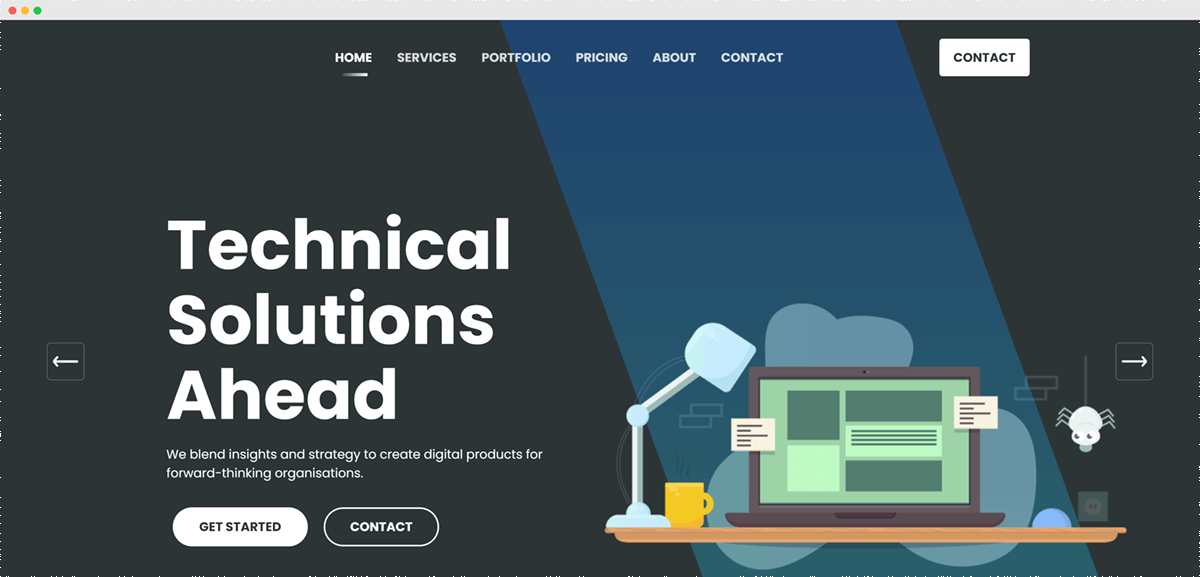 HOME SERVICES PORTFOLIO PRICING ABOUT CONTACT CONTACT
Technical
Solutions
Ahead
We blend insights and strategy to create digital products for
forward-thinking organisations.
GET STARTED CONTACT